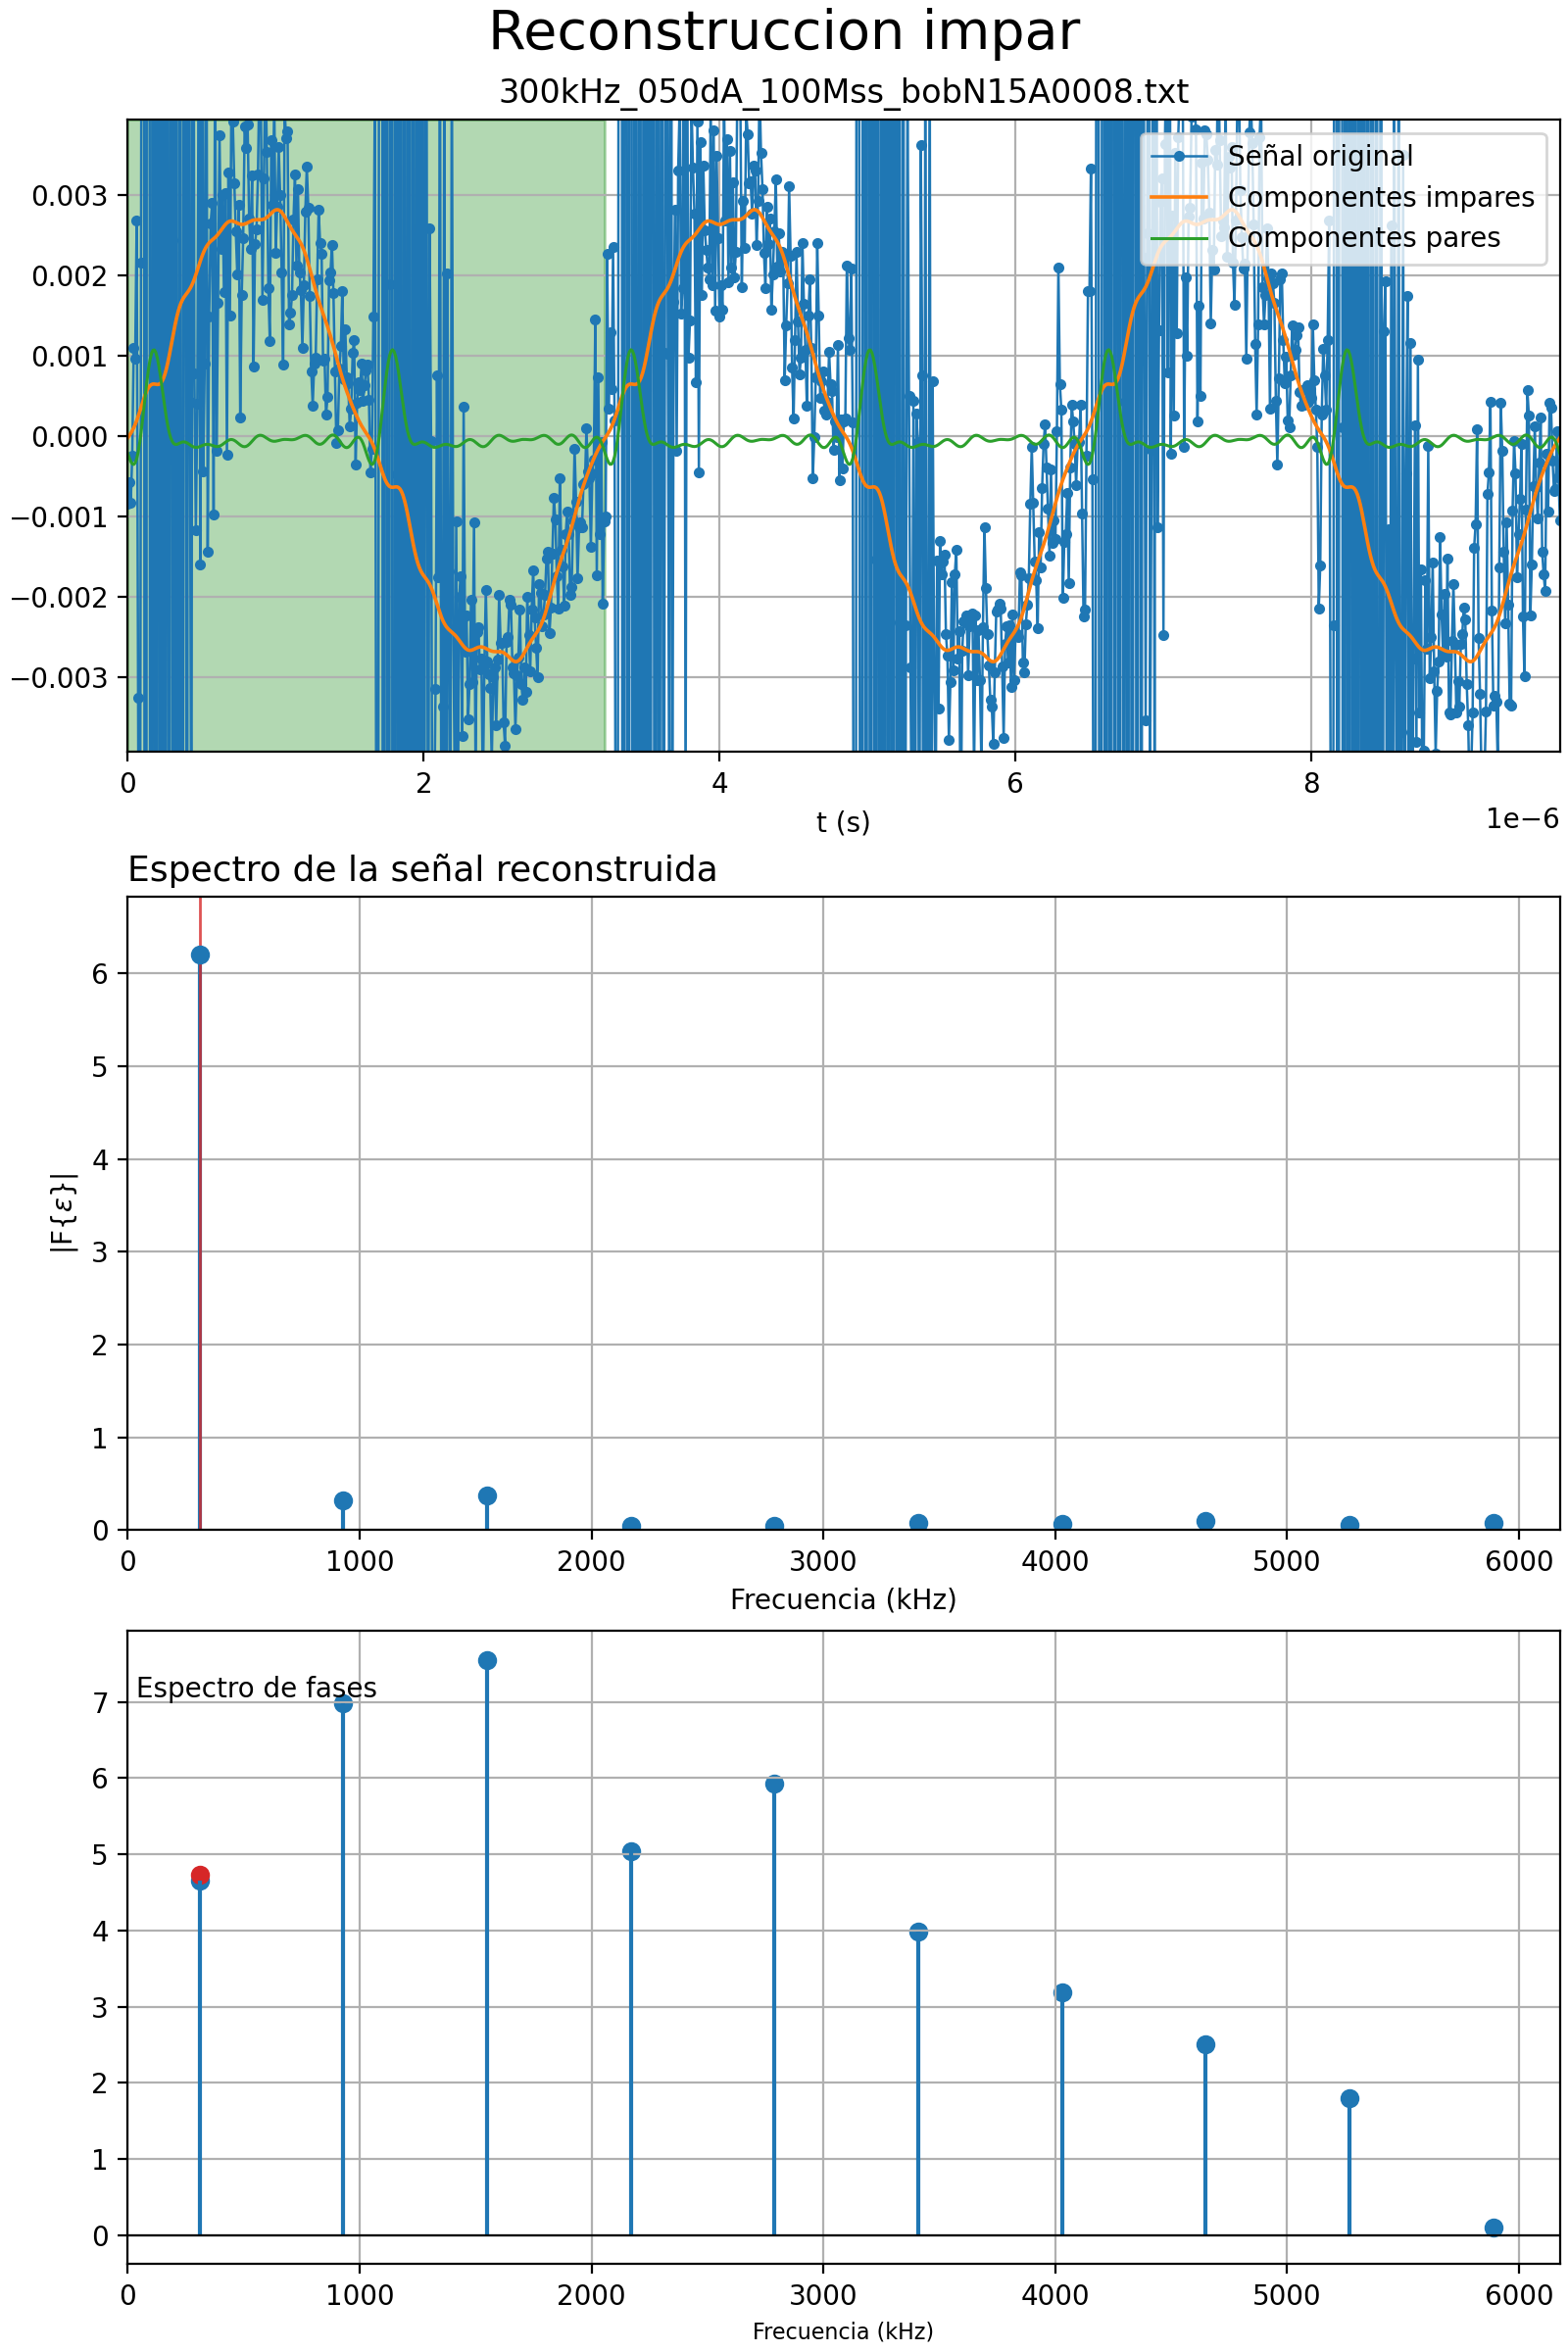 Reconstruccion impar
300kHz_050dA_100Mss_bobN15A0008.txt
Señal original
Componentes impares
Componentes pares
0.003
0.002
0.001
0.000
−0.001
−0.002
−0.003
0 2 4 6 8
1e−6
t (s)
Espectro de la señal reconstruida
6
5
4
3
2
1
0
|F{ε}|
0 1000 2000 3000 4000 5000 6000
Frecuencia (kHz)
Espectro de fases
7
6
5
4
3
2
1
0
0 1000 2000 3000 4000 5000 6000
Frecuencia (kHz)